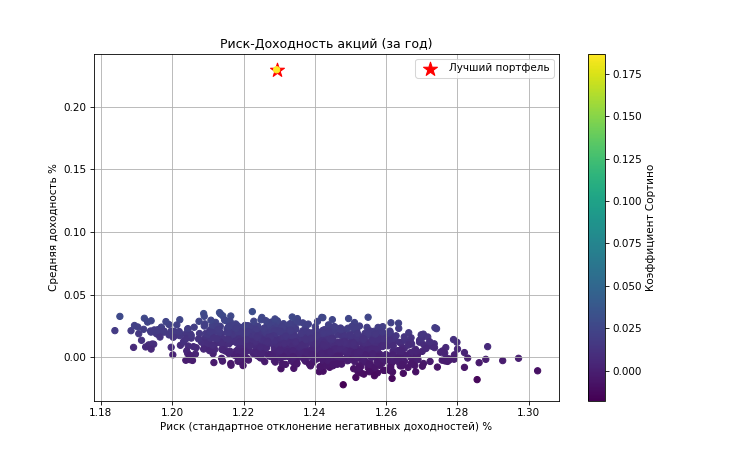 Риск-Доходность акций (за год)
Лучший портфель
Средняя доходность %
0.20
0.15
0.10
0.05
0.00
1.18 1.20 1.22 1.24 1.26 1.28 1.30
Риск (стандартное отклонение негативных доходностей) %
0.175
0.150
0.125
0.100
0.075
0.050
0.025
0.000
Коэффициент Сортино